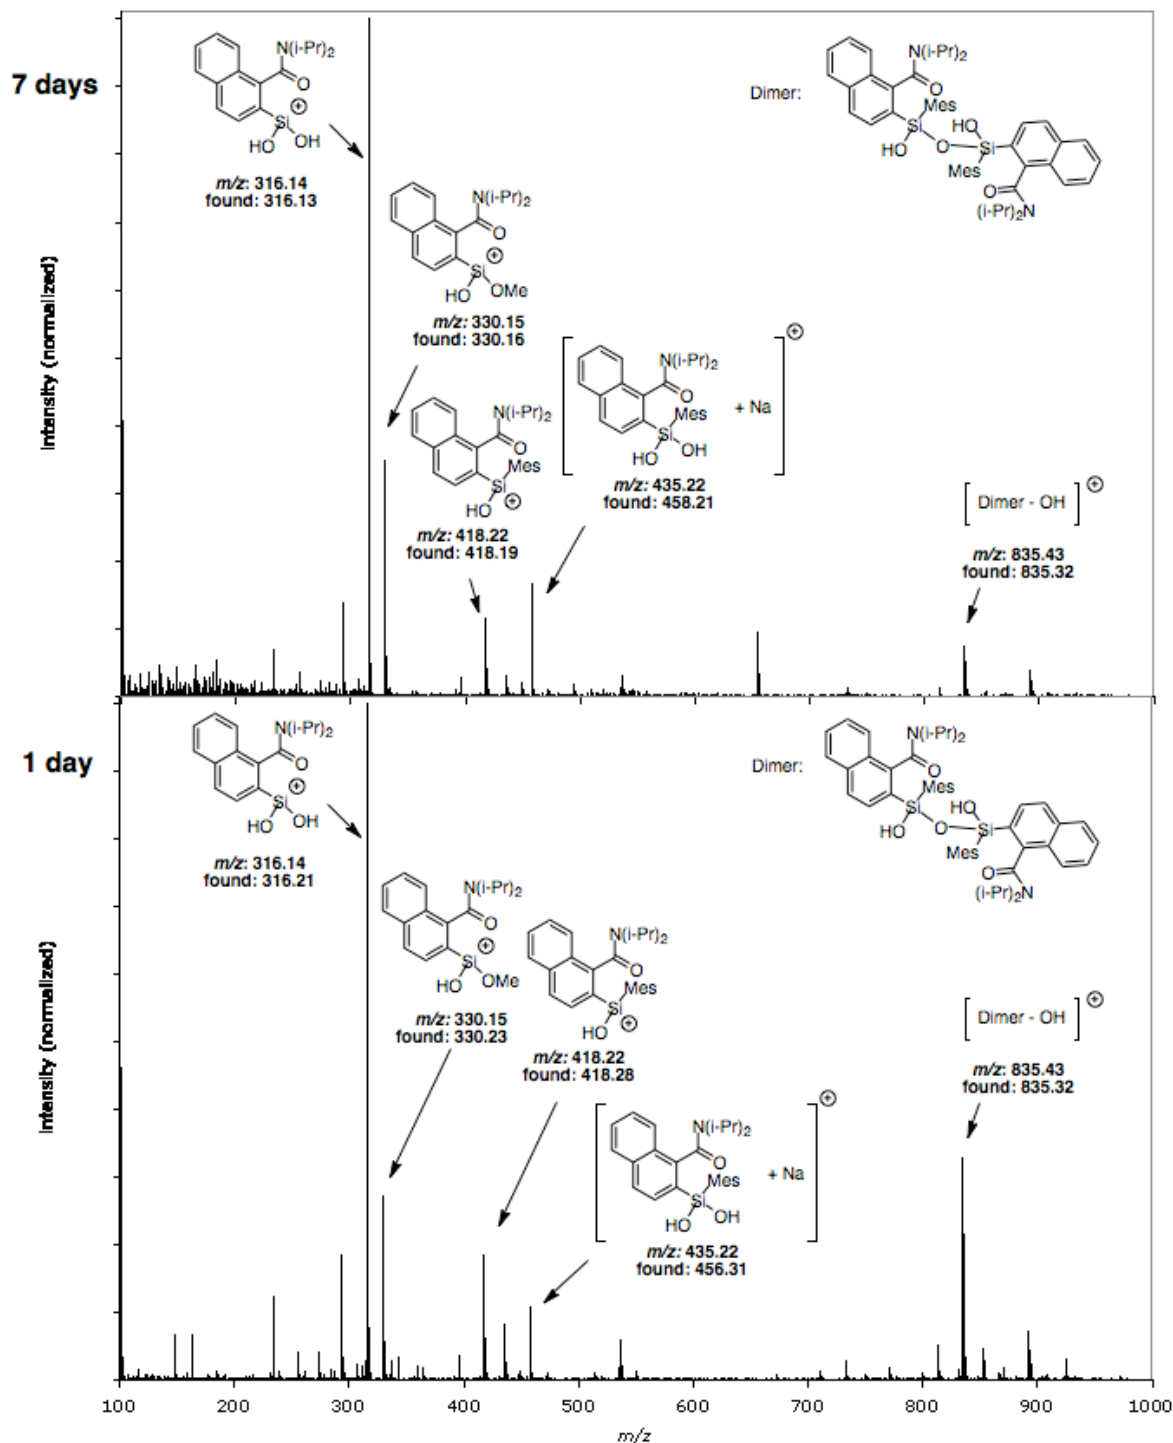 7 days
N(i-Pr)2
O
⊕
Si
HO OH
m/z: 316.14
found: 316.13
N(i-Pr)2
O
⊕
Si
HO OMe
m/z: 330.15
found: 330.16
N(i-Pr)2
O
Mes
Si
HO ⊕
m/z: 418.22
found: 418.19
N(i-Pr)2
O
Mes
Si
HO OH
+ Na
⊕
m/z: 435.22
found: 458.21
Dimer:
N(i-Pr)2
O
Mes
Si
HO O
HO
Si
Mes
O
(i-Pr)2N
Dimer - OH
⊕
m/z: 835.43
found: 835.32
Intensity (normalized)
1 day
N(i-Pr)2
O
⊕
Si
HO OH
m/z: 316.14
found: 316.21
N(i-Pr)2
O
⊕
Si
HO OMe
m/z: 330.15
found: 330.23
N(i-Pr)2
O
Mes
Si
HO ⊕
m/z: 418.22
found: 418.28
N(i-Pr)2
O
Mes
Si
HO OH
+ Na
⊕
m/z: 435.22
found: 456.31
Dimer:
N(i-Pr)2
O
Mes
Si
HO O
HO
Si
Mes
O
(i-Pr)2N
Dimer - OH
⊕
m/z: 835.43
found: 835.32
Intensity (normalized)
100 200 300 400 500 600 700 800 900 1000
m/z